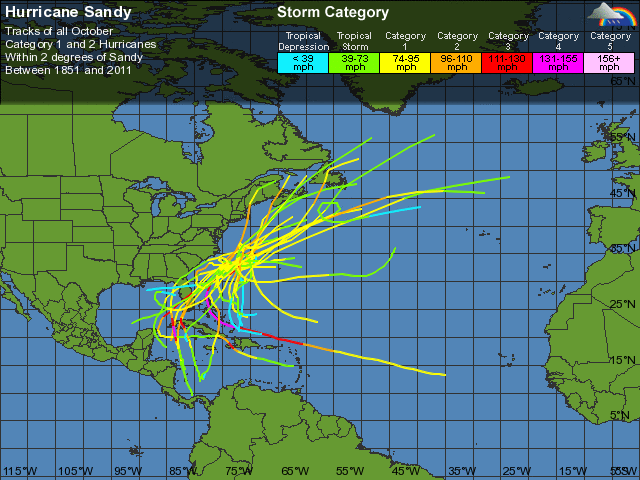 Hurricane Sandy
Tracks of all October
Category 1 and 2 Hurricanes
Within 2 degrees of Sandy
Between 1851 and 2011
Storm Category
Tropical Depression
Tropical Storm
Category 1
Category 2
Category 3
Category 4
Category 5
< 39 mph
39-73 mph
74-95 mph
96-110 mph
111-130 mph
131-155 mph
156+ mph
65°N
55°N
45°N
35°N
25°N
15°N
5°N
115°W 105°W 95°W 85°W 75°W 65°W 55°W 45°W 35°W 25°W 15°W